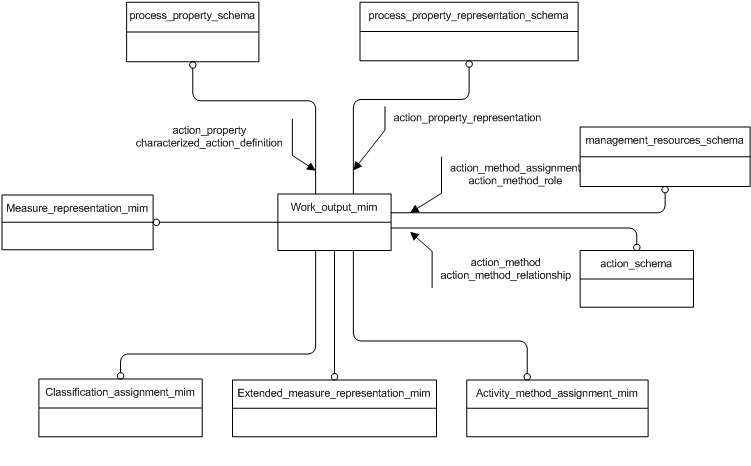 process_property_schema
process_property_representation_schema
action_property
characterized_action_definition
action_property_representation
management_resources_schema
action_method_assignment
action_method_role
Measure_representation_mim
Work_output_mim
action_method
action_method_relationship
action_schema
Classification_assignment_mim
Extended_measure_representation_mim
Activity_method_assignment_mim